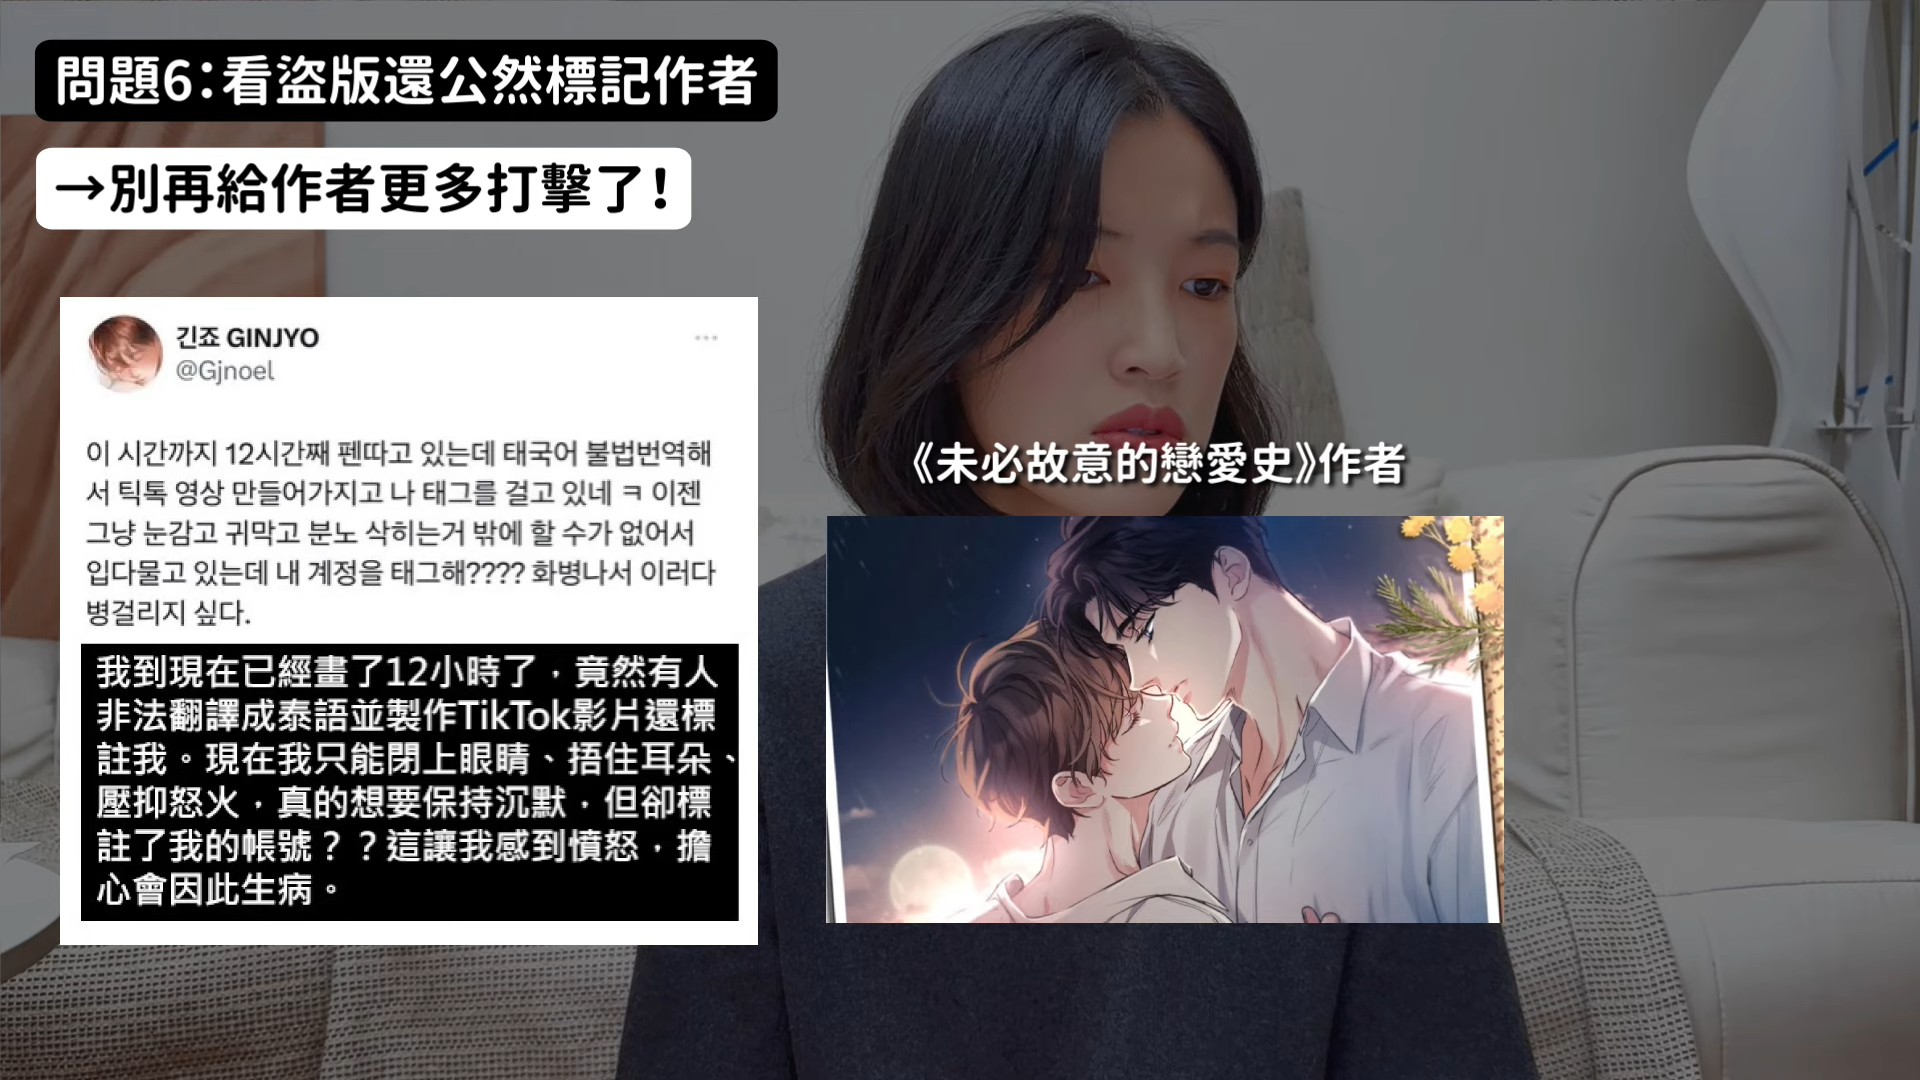 問題6:看盜版還公然標記作者
→別再給作者更多打擊了!
긴죠 GINJYO
@Gjnoel
이 시간까지 12시간째 펜따고 있는데 태국어 불법번역해
서 틱톡 영상 만들어가지고 나 태그를 걸고 있네 ㅋ 이젠
그냥 눈감고 귀막고 분노 삭히는거 밖에 할 수가 없어서
입다물고 있는데 내 계정을 태그해???? 화병나서 이러다
병걸리지 싶다.
我到現在已經畫了12小時了，竟然有人
非法翻譯成泰語並製作TikTok影片還標
註我。現在我只能閉上眼睛、捂住耳朵、
壓抑怒火，真的想要保持沉默，但卻標
註了我的帳號？？這讓我感到憤怒，擔
心會因此生病。
《未必故意的戀愛史》作者